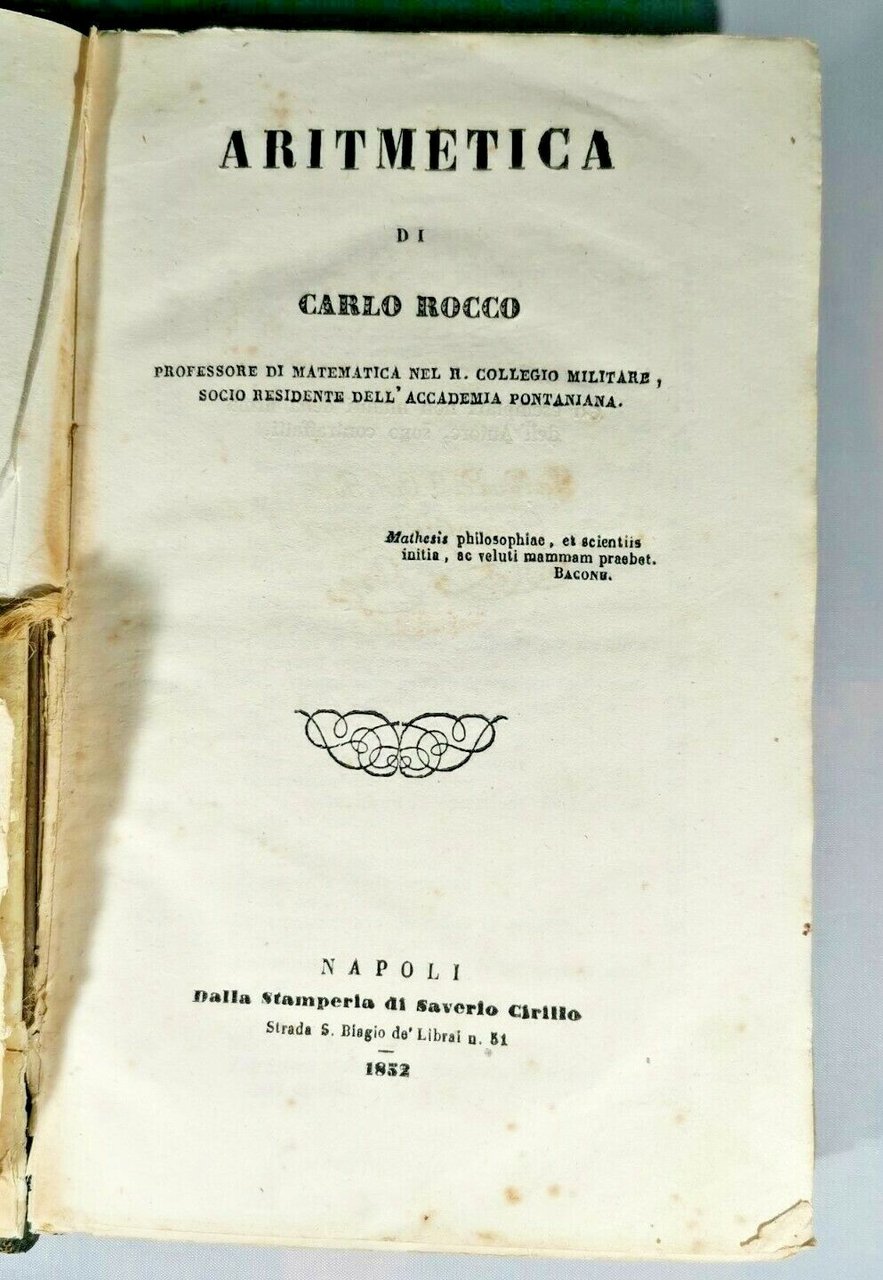 ARITMETICA
DI
CARLO ROCCO
PROFESSORE DI MATEMATICA NEL R. COLLEGIO MILITARE,
SOCIO RESIDENTE DELL' ACCADEMIA PONTANIANA.
Mathesis philosophiae, et scientiis
initia, ac veluti mammam praebet.
BACONE.
NAPOLI
Dalla Stamperia di Saverio Cirillo
Strada S. Biagio de' Librai n. 51
1852